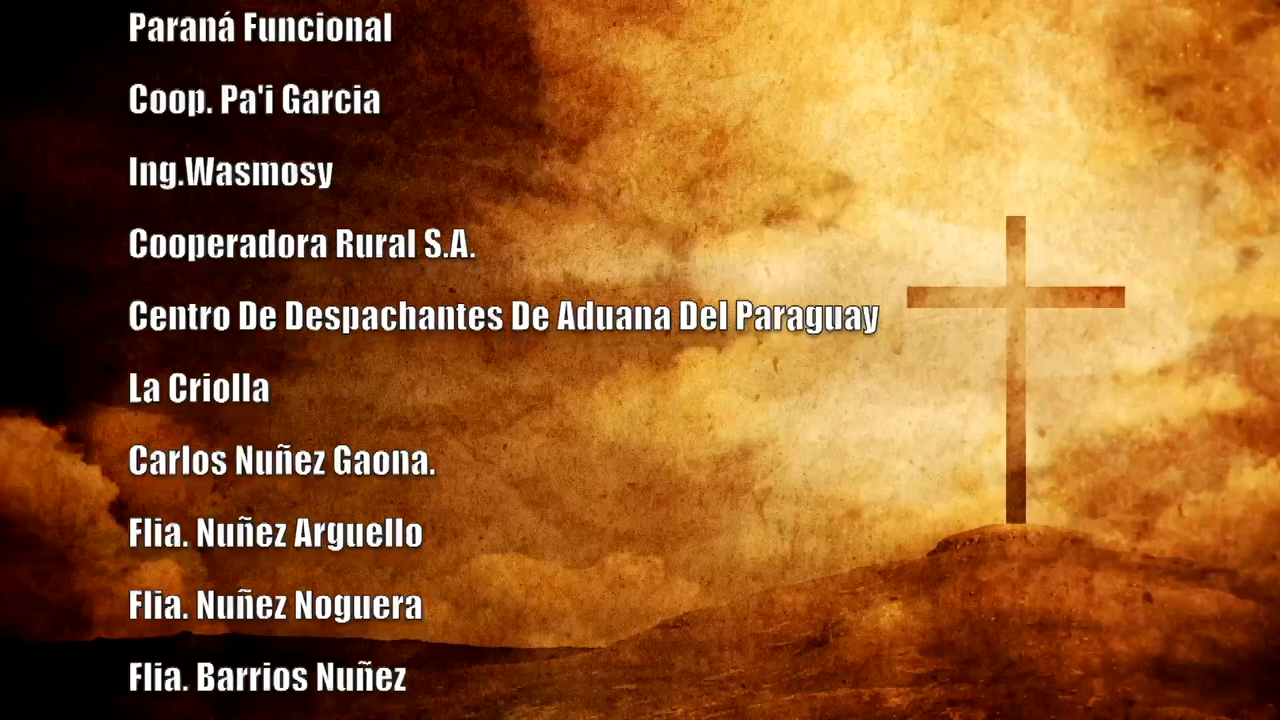 Paraná Funcional
Coop. Pa'i Garcia
Ing.Wasmosy
Cooperadora Rural S.A.
Centro De Despachantes De Aduana Del Paraguay
La Criolla
Carlos Nuñez Gaona.
Flia. Nuñez Arguello
Flia. Nuñez Noguera
Flia. Barrios Nuñez